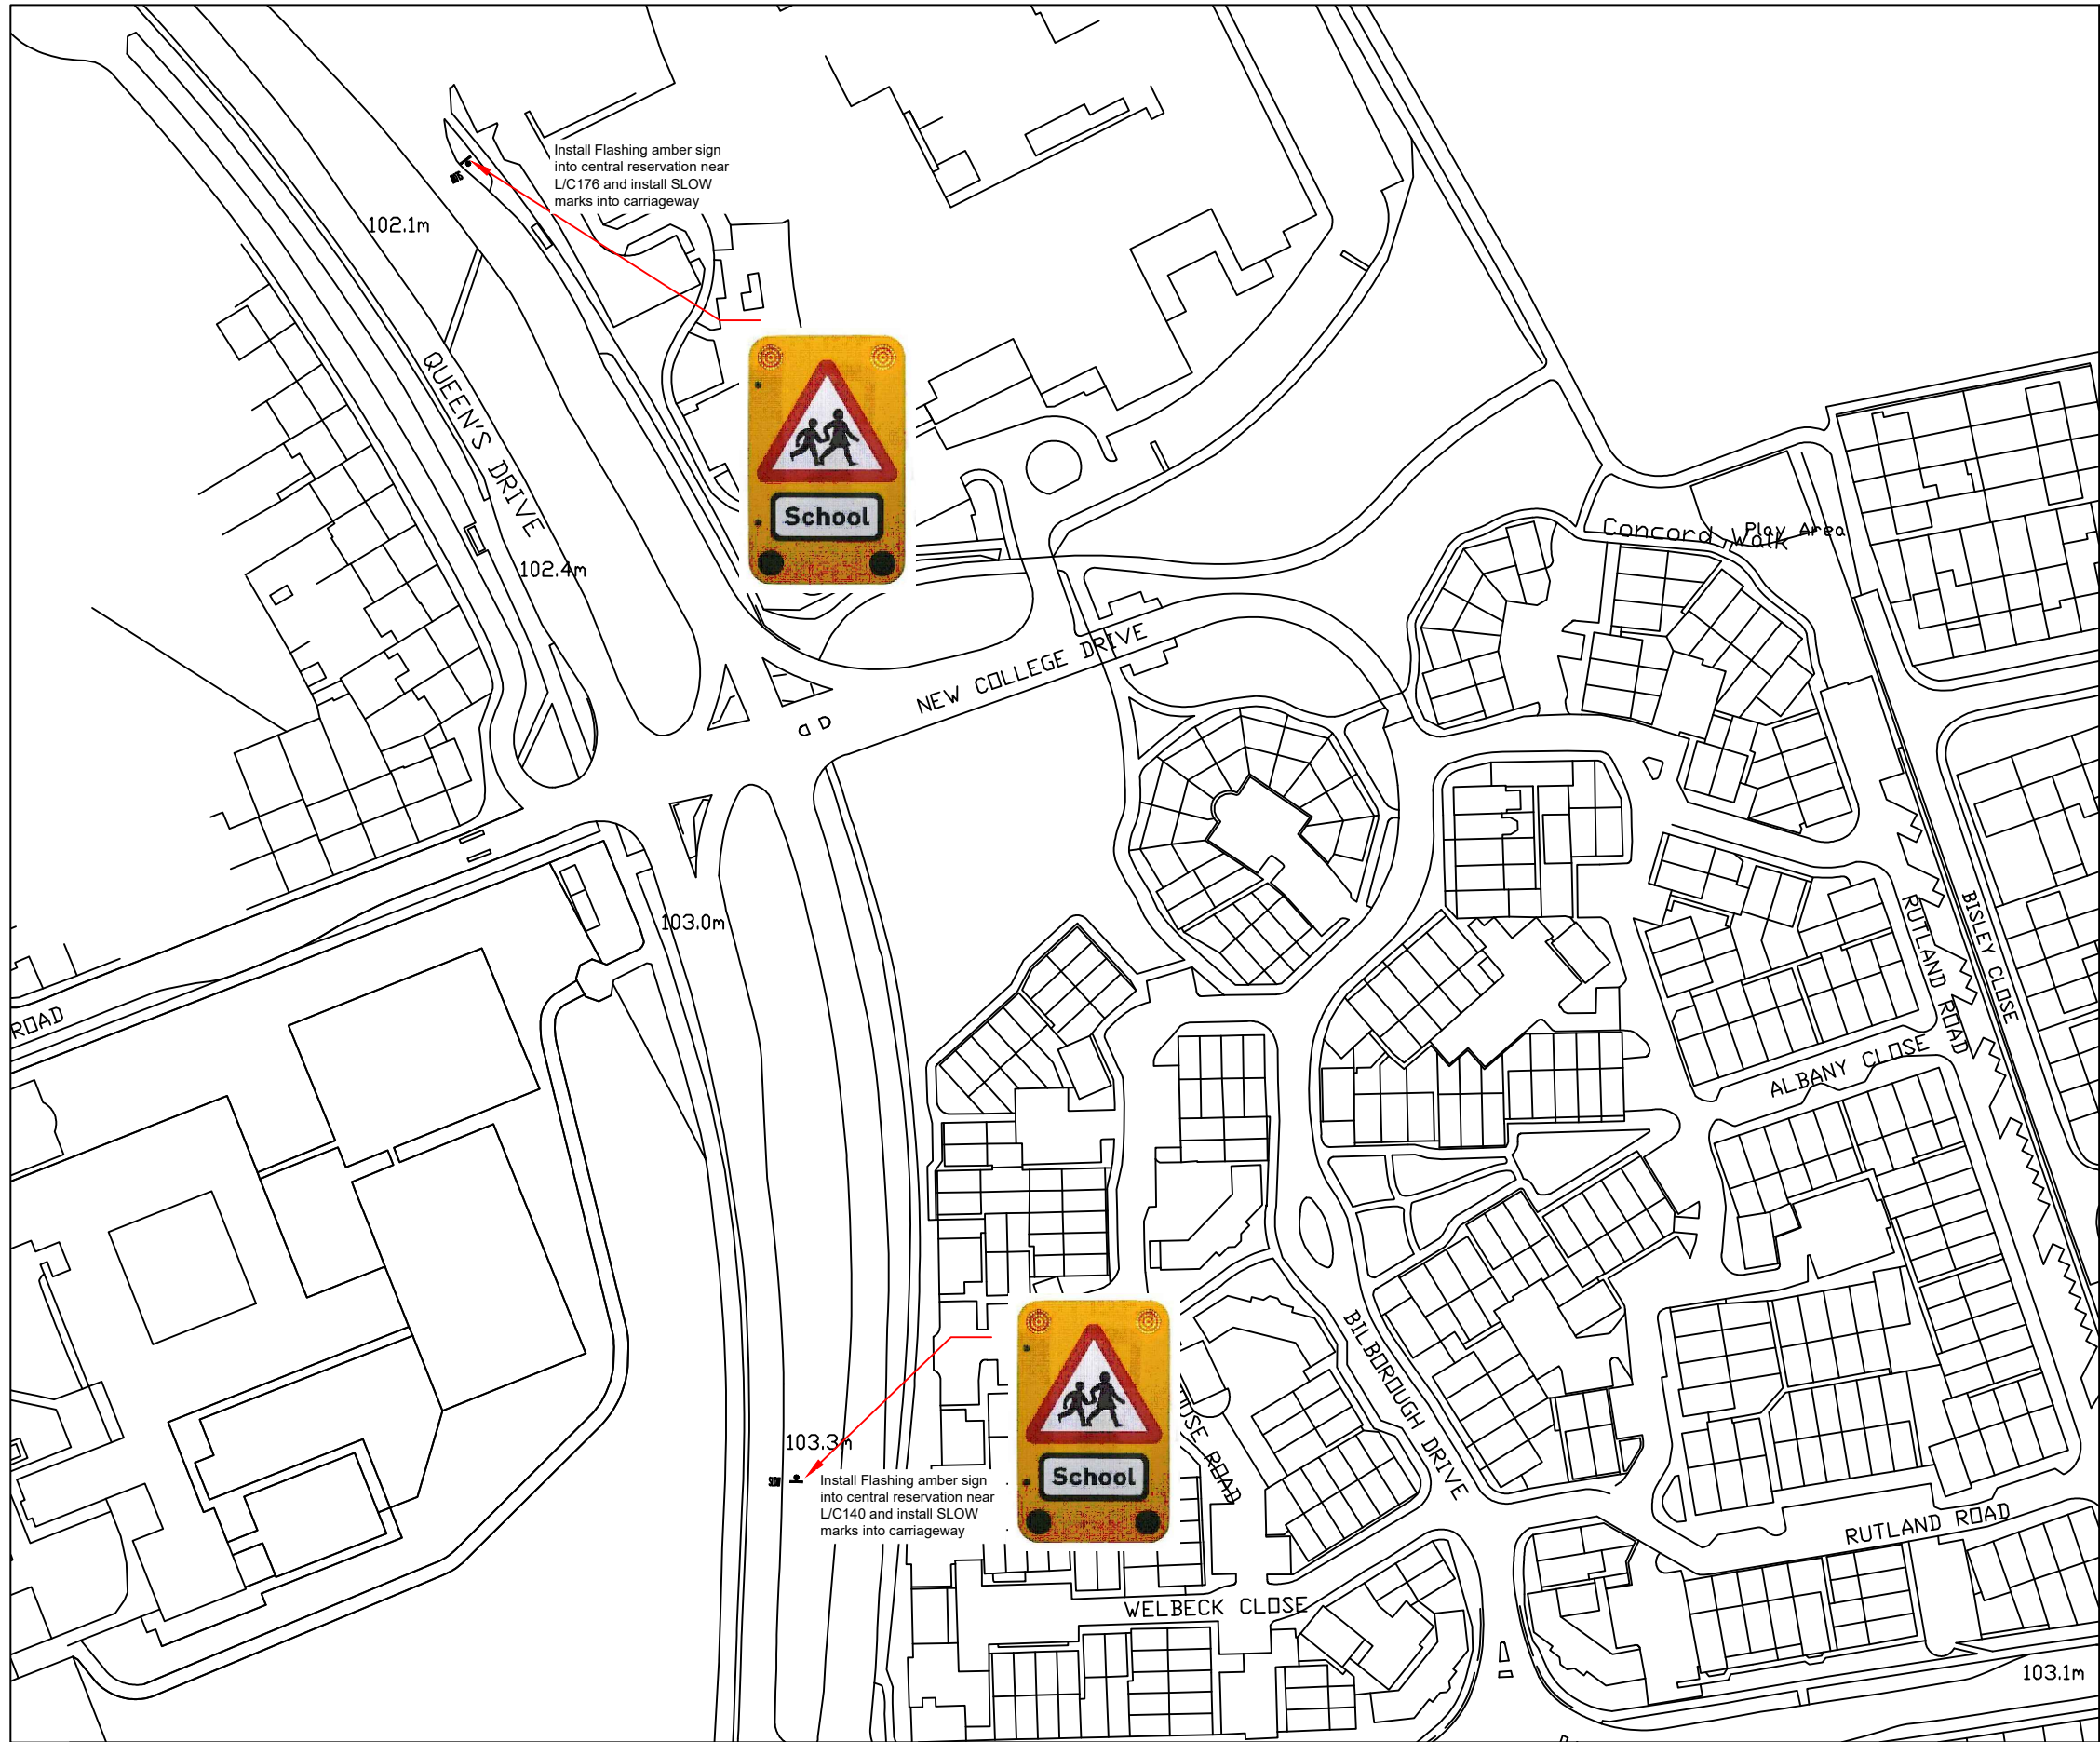 Install Flashing amber sign
into central reservation near
L/C176 and install SLOW
marks into carriageway
102.1m
QUEEN'S DRIVE
School
102.4m
Concord Walk
Play Area
NEW COLLEGE DRIVE
103.0m
RUTLAND ROAD
BISLEY CLOSE
ROAD
ALBANY CLOSE
BILBOROUGH DRIVE
School
ROAD
103.3m
SLOW
Install Flashing amber sign
into central reservation near
L/C140 and install SLOW
marks into carriageway
RUTLAND ROAD
WELBECK CLOSE
103.1m